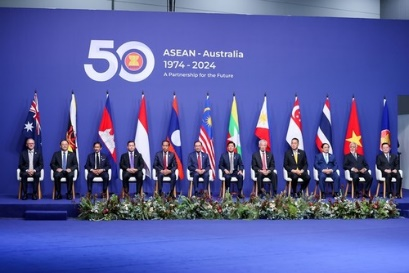 50
ASEAN - Australia
1974 - 2024
A Partnership for the Future